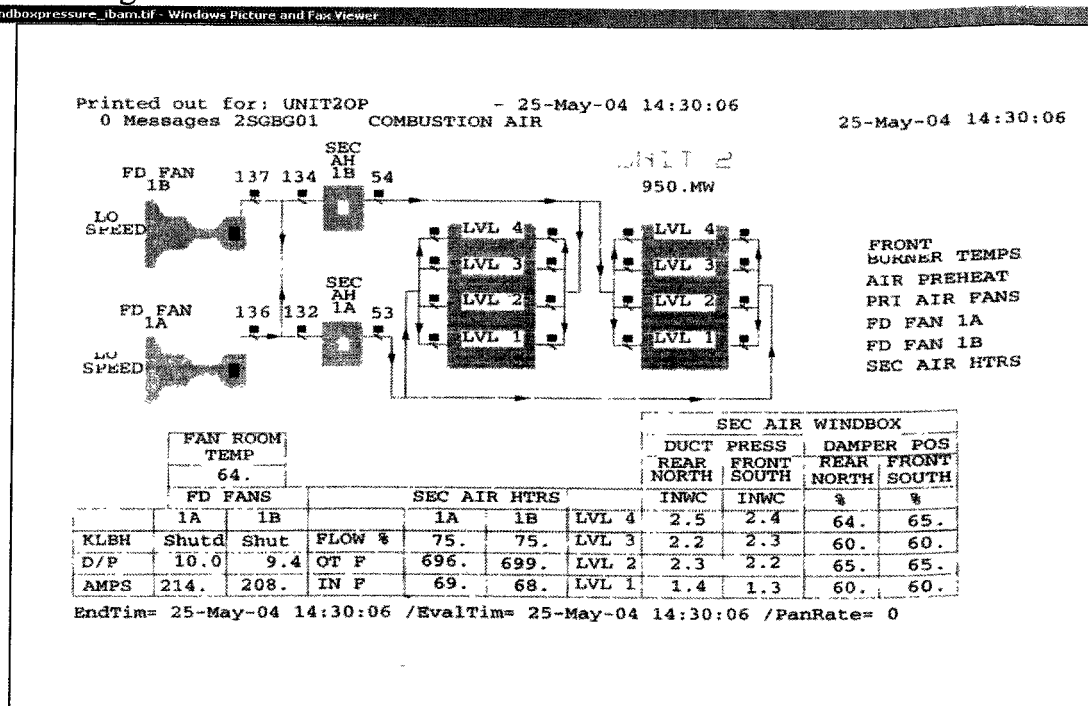 ndboxpressure_ibam.tif - Windows Picture and Fax Viewer
Printed out for: UNIT2OP - 25-May-04 14:30:06
0 Messages 2SGBG01 COMBUSTION AIR 25-May-04 14:30:06
SEC
AH
1B
FD FAN
1B
137 134 54
950.MW
LO
SPEED
LVL 4 LVL 4
LVL 3 LVL 3
LVL 2 LVL 2
LVL 1 LVL 1
SEC
AH
1A
FD FAN
1A
136 132 53
LO
SPEED
FRONT
BURNER TEMPS
AIR PREHEAT
PRI AIR FANS
FD FAN 1A
FD FAN 1B
SEC AIR HTRS
FAN ROOM
TEMP
64.
SEC AIR WINDBOX
DUCT PRESS DAMPER POS
REAR FRONT REAR FRONT
NORTH SOUTH NORTH SOUTH
FD FANS SEC AIR HTRS INWC INWC % %
1A 1B 1A 1B LVL 4 2.5 2.4 64. 65.
KLBH Shutd Shut FLOW % 75. 75. LVL 3 2.2 2.3 60. 60.
D/P 10.0 9.4 OT F 696. 699. LVL 2 2.3 2.2 65. 65.
AMPS 214. 208. IN F 69. 68. LVL 1 1.4 1.3 60. 60.
EndTim= 25-May-04 14:30:06 /EvalTim= 25-May-04 14:30:06 /PanRate= 0